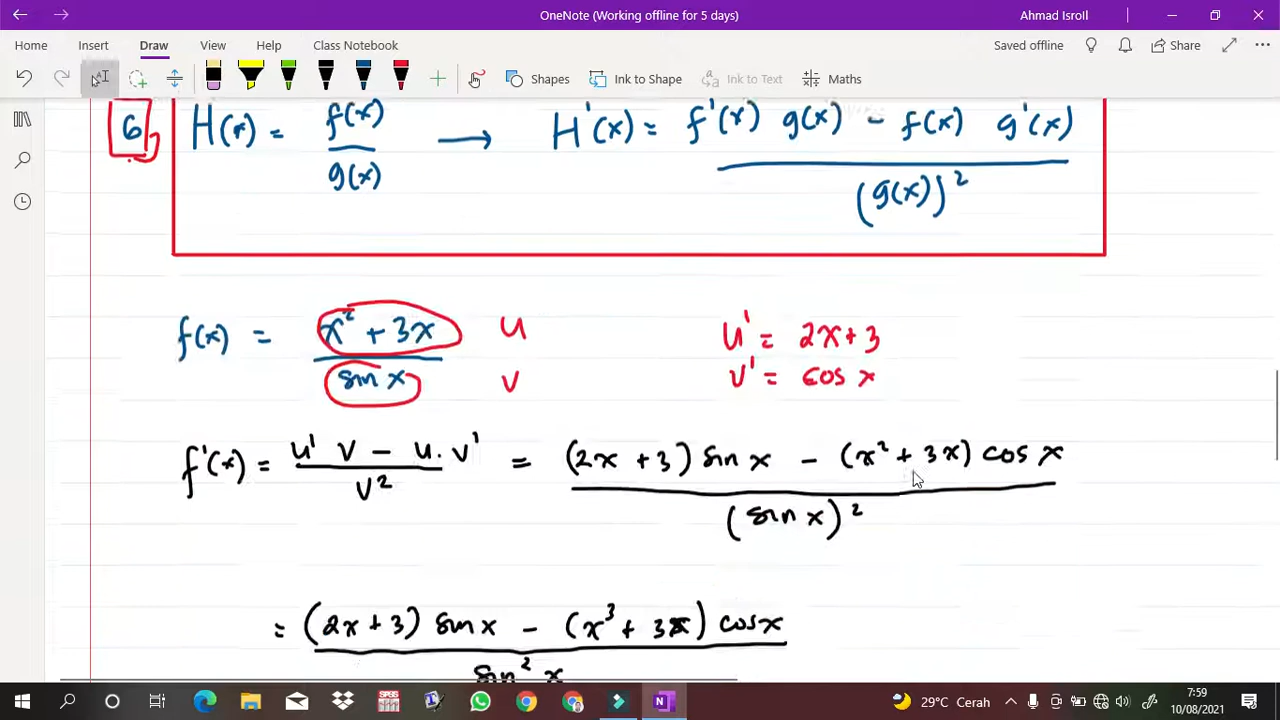 OneNote (Working offline for 5 days)
Ahmad Isroil
Home Insert Draw View Help Class Notebook Saved offline Share
Shapes Ink to Shape Ink to Text Maths
6 H(x) = f(x)/g(x) → H'(x) = (f'(x) g(x) - f(x) g'(x))/(g(x))²
f(x) = (x² + 3x)/(sin x) u v u' = 2x+3
v' = cos x
f'(x) = (u' v - u. v')/v² = ((2x + 3) sin x - (x² + 3x) cos x)/(sin x)²
= ((2x + 3) sin x - (x³ + 3x) cos x)/(sin² x)
29°C Cerah 7:59
10/08/2021